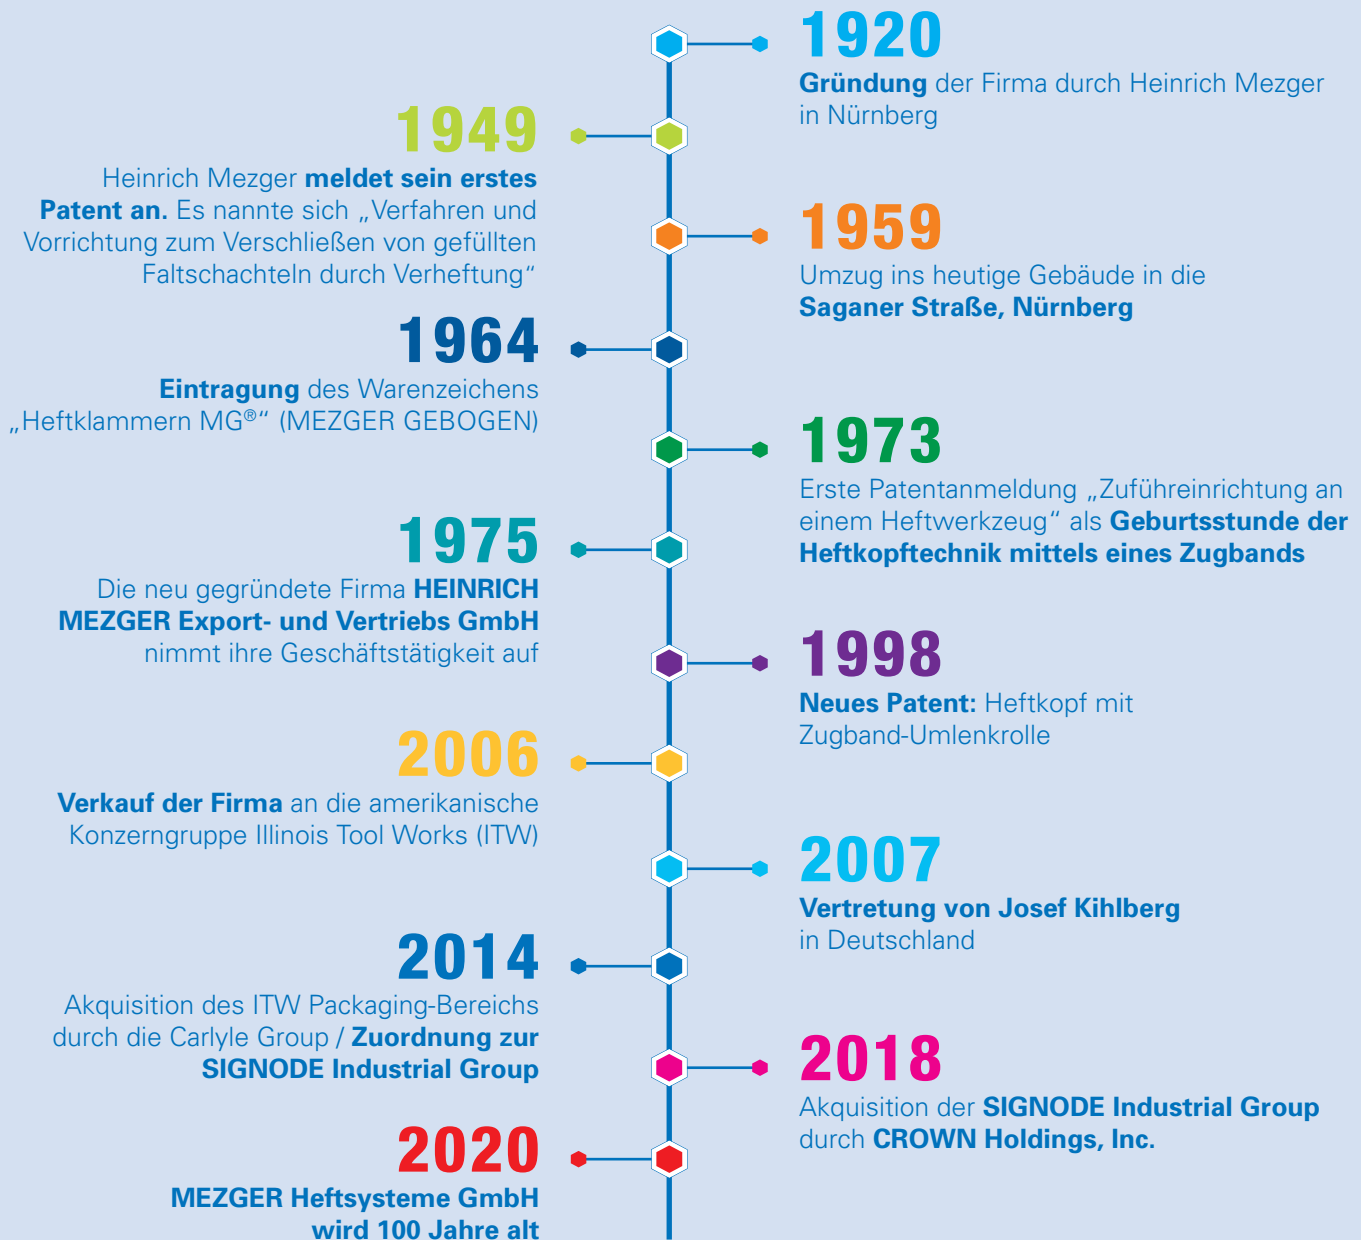 1920
Gründung der Firma durch Heinrich Mezger
in Nürnberg
1949
Heinrich Mezger meldet sein erstes
Patent an. Es nannte sich „Verfahren und
Vorrichtung zum Verschließen von gefüllten
Faltschachteln durch Verheftung“
1959
Umzug ins heutige Gebäude in die
Saganer Straße, Nürnberg
1964
Eintragung des Warenzeichens
„Heftklammern MG®“ (MEZGER GEBOGEN)
1973
Erste Patentanmeldung „Zuführeinrichtung an
einem Heftwerkzeug“ als Geburtsstunde der
Heftkopftechnik mittels eines Zugbands
1975
Die neu gegründete Firma HEINRICH
MEZGER Export- und Vertriebs GmbH
nimmt ihre Geschäftstätigkeit auf
1998
Neues Patent: Heftkopf mit
Zugband-Umlenkrolle
2006
Verkauf der Firma an die amerikanische
Konzerngruppe Illinois Tool Works (ITW)
2007
Vertretung von Josef Kihlberg
in Deutschland
2014
Akquisition des ITW Packaging-Bereichs
durch die Carlyle Group / Zuordnung zur
SIGNODE Industrial Group
2018
Akquisition der SIGNODE Industrial Group
durch CROWN Holdings, Inc.
2020
MEZGER Heftsysteme GmbH
wird 100 Jahre alt